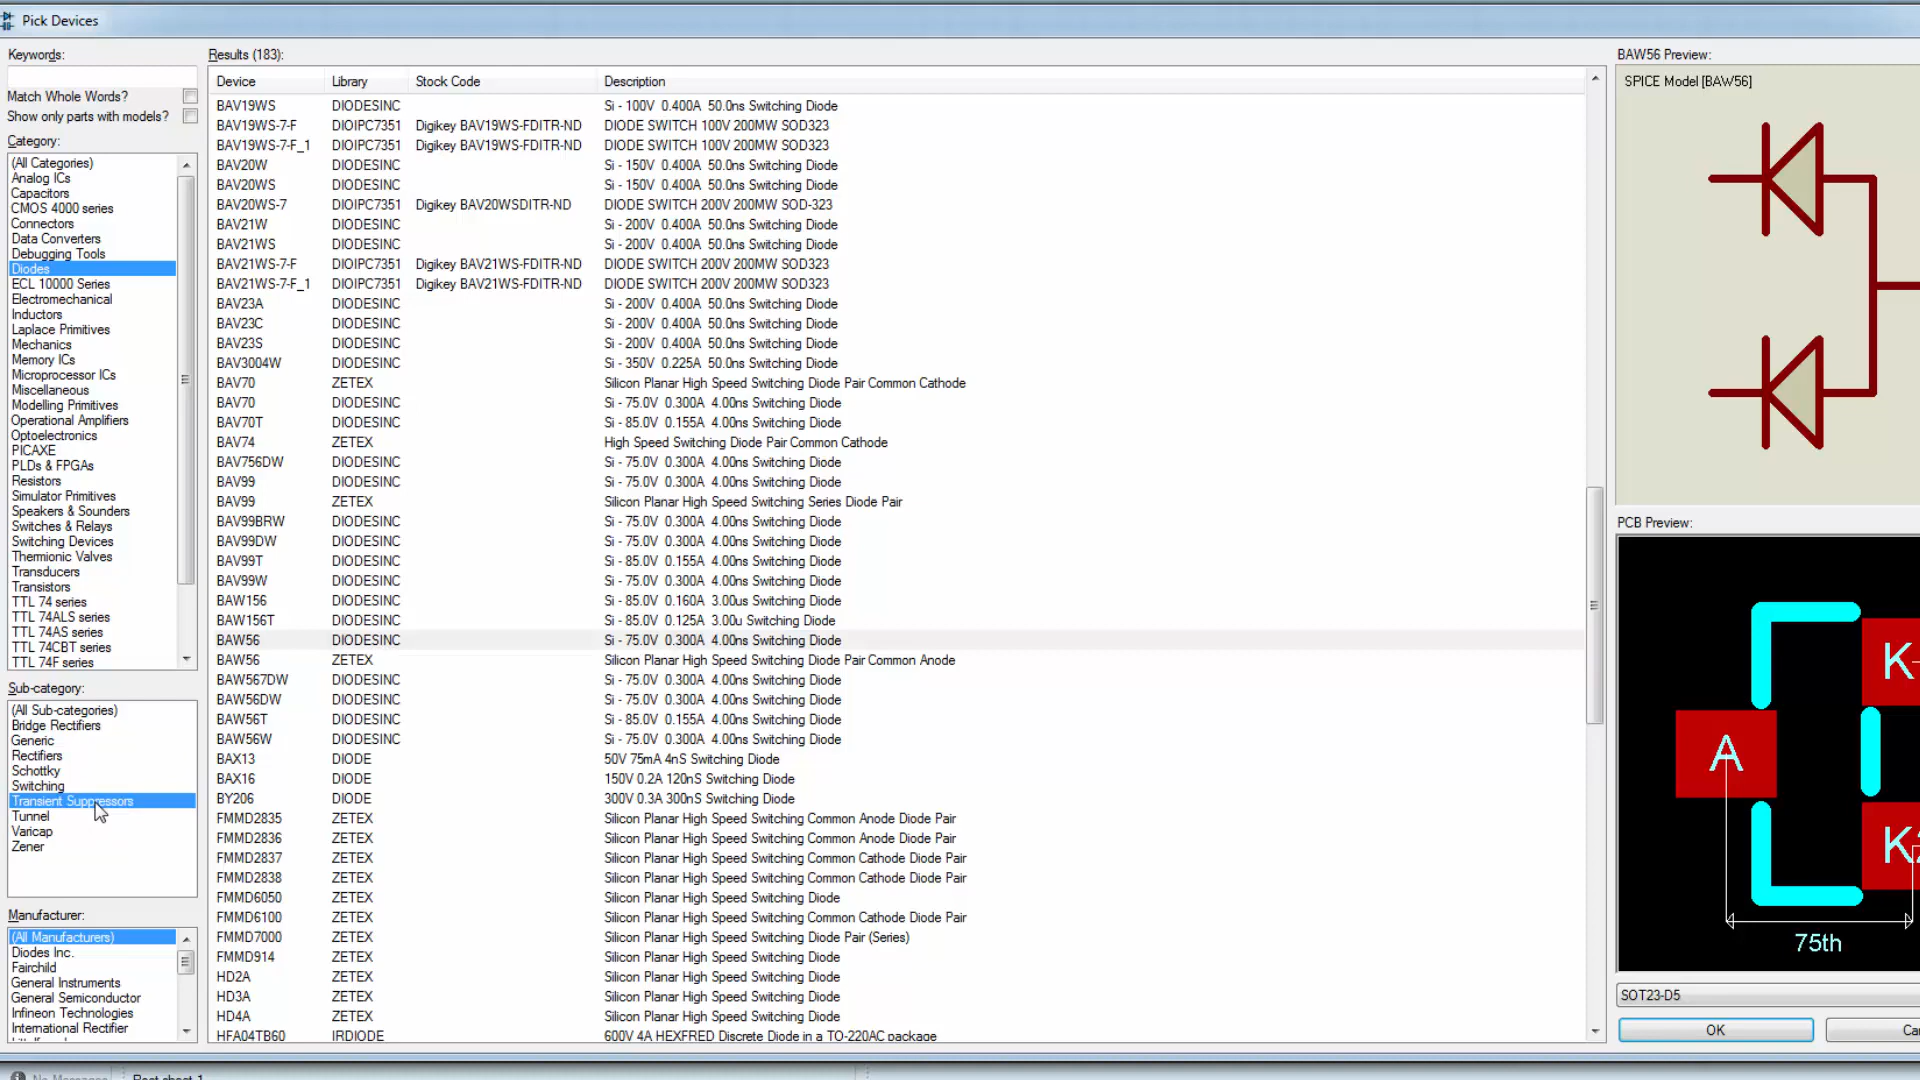 Pick Devices
Keywords:
Match Whole Words?
Show only parts with models?
Category:
(All Categories)
Analog ICs
Capacitors
CMOS 4000 series
Connectors
Data Converters
Debugging Tools
Diodes
ECL 10000 Series
Electromechanical
Inductors
Laplace Primitives
Mechanics
Memory ICs
Microprocessor ICs
Miscellaneous
Modelling Primitives
Operational Amplifiers
Optoelectronics
PICAXE
PLDs & FPGAs
Resistors
Simulator Primitives
Speakers & Sounders
Switches & Relays
Switching Devices
Thermionic Valves
Transducers
Transistors
TTL 74 series
TTL 74ALS series
TTL 74AS series
TTL 74CBT series
TTL 74F series
Sub-category:
(All Sub-categories)
Bridge Rectifiers
Generic
Rectifiers
Schottky
Switching
Transient Suppressors
Tunnel
Varicap
Zener
Manufacturer:
(All Manufacturers)
Diodes Inc.
Fairchild
General Instruments
General Semiconductor
Infineon Technologies
International Rectifier
Results (183):
Device Library Stock Code Description
BAV19WS DIODESINC Si - 100V 0.400A 50.0ns Switching Diode
BAV19WS-7-F DIOIPC7351 Digikey BAV19WS-FDITR-ND DIODE SWITCH 100V 200MW SOD323
BAV19WS-7-F_1 DIOIPC7351 Digikey BAV19WS-FDITR-ND DIODE SWITCH 100V 200MW SOD323
BAV20W DIODESINC Si - 150V 0.400A 50.0ns Switching Diode
BAV20WS DIODESINC Si - 150V 0.400A 50.0ns Switching Diode
BAV20WS-7 DIOIPC7351 Digikey BAV20WSDITR-ND DIODE SWITCH 200V 200MW SOD-323
BAV21W DIODESINC Si - 200V 0.400A 50.0ns Switching Diode
BAV21WS DIODESINC Si - 200V 0.400A 50.0ns Switching Diode
BAV21WS-7-F DIOIPC7351 Digikey BAV21WS-FDITR-ND DIODE SWITCH 200V 200MW SOD323
BAV21WS-7-F_1 DIOIPC7351 Digikey BAV21WS-FDITR-ND DIODE SWITCH 200V 200MW SOD323
BAV23A DIODESINC Si - 200V 0.400A 50.0ns Switching Diode
BAV23C DIODESINC Si - 200V 0.400A 50.0ns Switching Diode
BAV23S DIODESINC Si - 200V 0.400A 50.0ns Switching Diode
BAV3004W DIODESINC Si - 350V 0.225A 50.0ns Switching Diode
BAV70 ZETEX Silicon Planar High Speed Switching Diode Pair Common Cathode
BAV70 DIODESINC Si - 75.0V 0.300A 4.00ns Switching Diode
BAV70T DIODESINC Si - 85.0V 0.155A 4.00ns Switching Diode
BAV74 ZETEX High Speed Switching Diode Pair Common Cathode
BAV756DW DIODESINC Si - 75.0V 0.300A 4.00ns Switching Diode
BAV99 DIODESINC Si - 75.0V 0.300A 4.00ns Switching Diode
BAV99 ZETEX Silicon Planar High Speed Switching Series Diode Pair
BAV99BRW DIODESINC Si - 75.0V 0.300A 4.00ns Switching Diode
BAV99DW DIODESINC Si - 75.0V 0.300A 4.00ns Switching Diode
BAV99T DIODESINC Si - 85.0V 0.155A 4.00ns Switching Diode
BAV99W DIODESINC Si - 75.0V 0.300A 4.00ns Switching Diode
BAW156 DIODESINC Si - 85.0V 0.160A 3.00us Switching Diode
BAW156T DIODESINC Si - 85.0V 0.125A 3.00u Switching Diode
BAW56 DIODESINC Si - 75.0V 0.300A 4.00ns Switching Diode
BAW56 ZETEX Silicon Planar High Speed Switching Diode Pair Common Anode
BAW567DW DIODESINC Si - 75.0V 0.300A 4.00ns Switching Diode
BAW56DW DIODESINC Si - 75.0V 0.300A 4.00ns Switching Diode
BAW56T DIODESINC Si - 85.0V 0.155A 4.00ns Switching Diode
BAW56W DIODESINC Si - 75.0V 0.300A 4.00ns Switching Diode
BAX13 DIODE 50V 75mA 4nS Switching Diode
BAX16 DIODE 150V 0.2A 120nS Switching Diode
BY206 DIODE 300V 0.3A 300nS Switching Diode
FMMD2835 ZETEX Silicon Planar High Speed Switching Common Anode Diode Pair
FMMD2836 ZETEX Silicon Planar High Speed Switching Common Anode Diode Pair
FMMD2837 ZETEX Silicon Planar High Speed Switching Common Cathode Diode Pair
FMMD2838 ZETEX Silicon Planar High Speed Switching Common Cathode Diode Pair
FMMD6050 ZETEX Silicon Planar High Speed Switching Diode
FMMD6100 ZETEX Silicon Planar High Speed Switching Common Cathode Diode Pair
FMMD7000 ZETEX Silicon Planar High Speed Switching Diode Pair (Series)
FMMD914 ZETEX Silicon Planar High Speed Switching Diode
HD2A ZETEX Silicon Planar High Speed Switching Diode
HD3A ZETEX Silicon Planar High Speed Switching Diode
HD4A ZETEX Silicon Planar High Speed Switching Diode
HFA04TB60 IRDIODE 600V 4A HEXFRED Discrete Diode in a TO-220AC package
BAW56 Preview:
SPICE Model [BAW56]
PCB Preview:
K
A
K2
75th
SOT23-D5
OK
No Messages
Root sheet 1